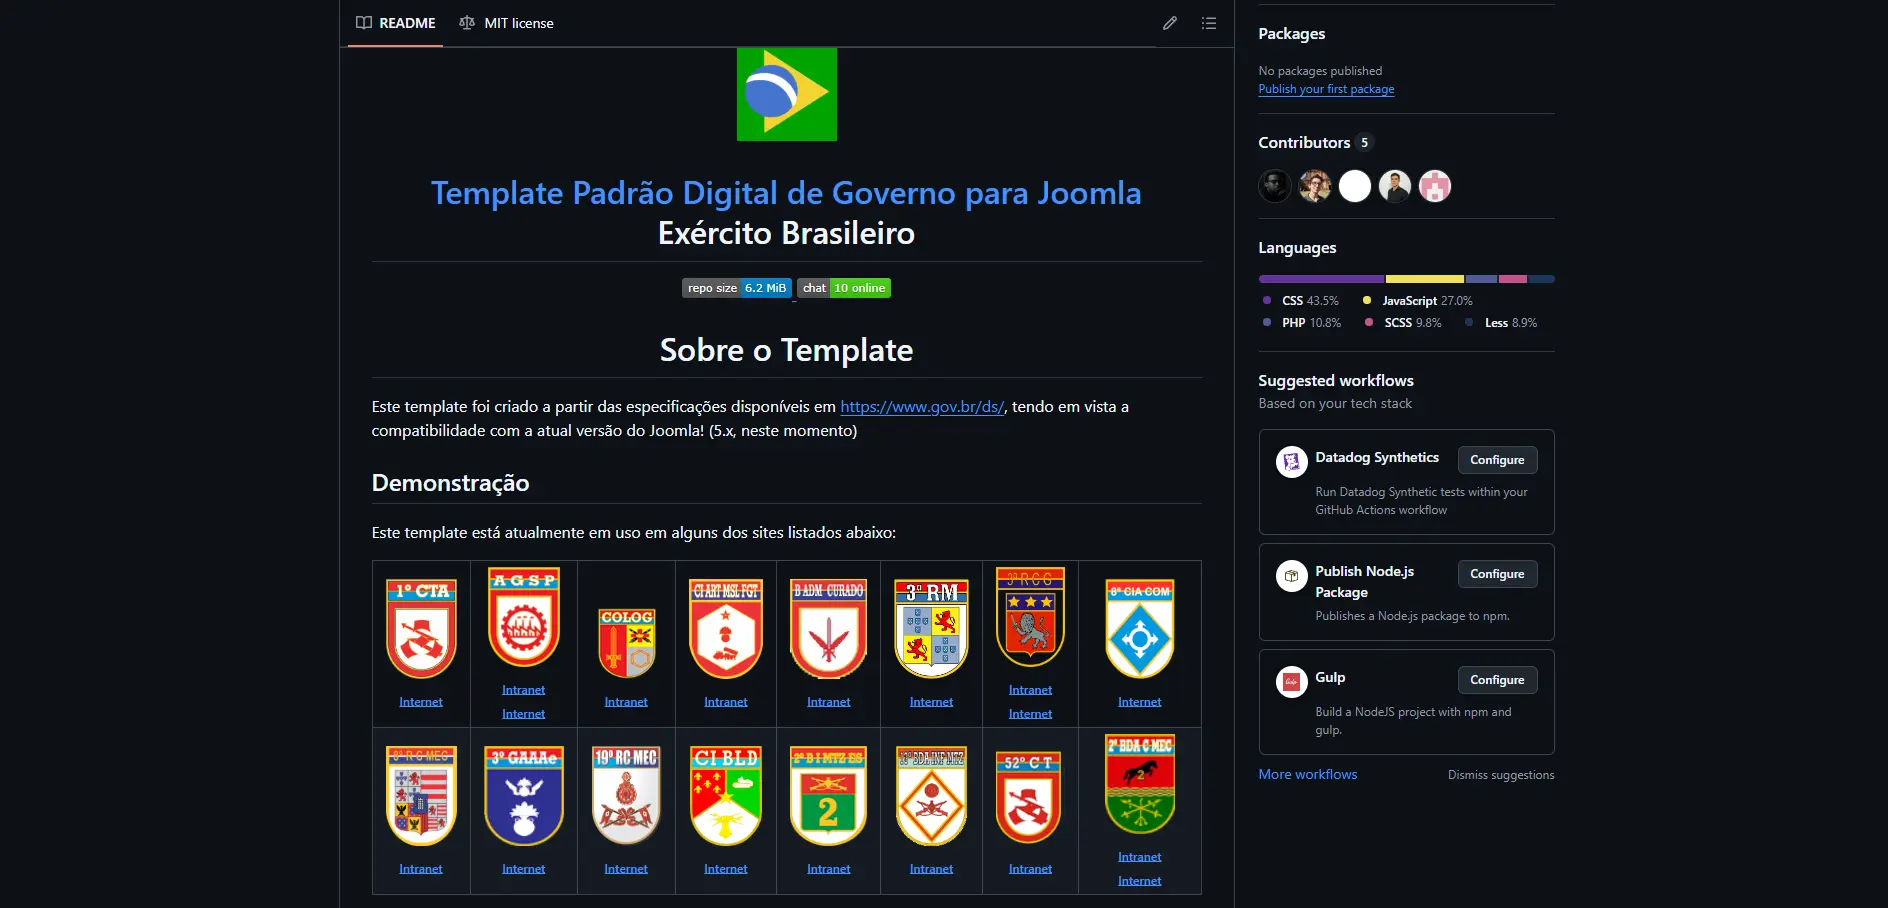 README
MIT license
Template Padrão Digital de Governo para Joomla
Exército Brasileiro
repo size 6.2 MiB
chat 10 online
Sobre o Template
Este template foi criado a partir das especificações disponíveis em https://www.gov.br/ds/, tendo em vista a
compatibilidade com a atual versão do Joomla! (5.x, neste momento)
Demonstração
Este template está atualmente em uso em alguns dos sites listados abaixo:
1º CTA
Internet
A G S P
Intranet
Internet
COLOG
Intranet
CI ART MSL FGT
Intranet
B ADM CURADO
Intranet
3ª RM
Internet
3º R C G
Intranet
Internet
8ª CIA COM
Internet
8º R C MEC
Intranet
3º GAAAe
Internet
19º RC MEC
Internet
CI BLD
Internet
2º B I MTZ ES
2
Intranet
BDA INF MTZ
Intranet
52º C T
Intranet
2ª BDA C MEC
2
Intranet
Internet
Packages
No packages published
Publish your first package
Contributors 5
Languages
CSS 43.5% JavaScript 27.0%
PHP 10.8% SCSS 9.8% Less 8.9%
Suggested workflows
Based on your tech stack
Datadog Synthetics
Configure
Run Datadog Synthetic tests within your
GitHub Actions workflow
Publish Node.js
Package
Configure
Publishes a Node.js package to npm.
Gulp
Gulp
Configure
Build a NodeJS project with npm and
gulp.
More workflows
Dismiss suggestions